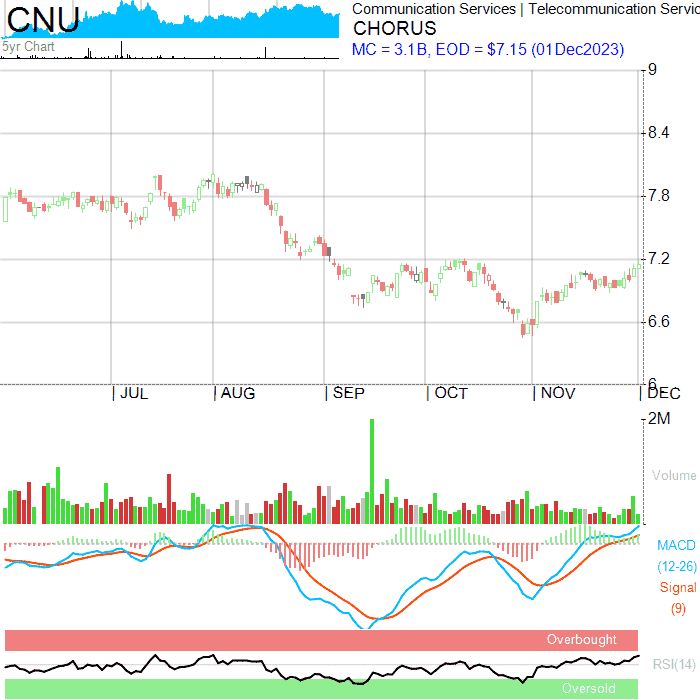 CNU
5yr Chart
Communication Services | Telecommunication Servic
CHORUS
MC = 3.1B, EOD = $7.15 (01Dec2023)
9
8.4
7.8
7.2
6.6
6
JUL
AUG
SEP
OCT
NOV
DEC
2M
Volume
MACD
(12-26)
Signal
(9)
Overbought
RSI(14)
Oversold